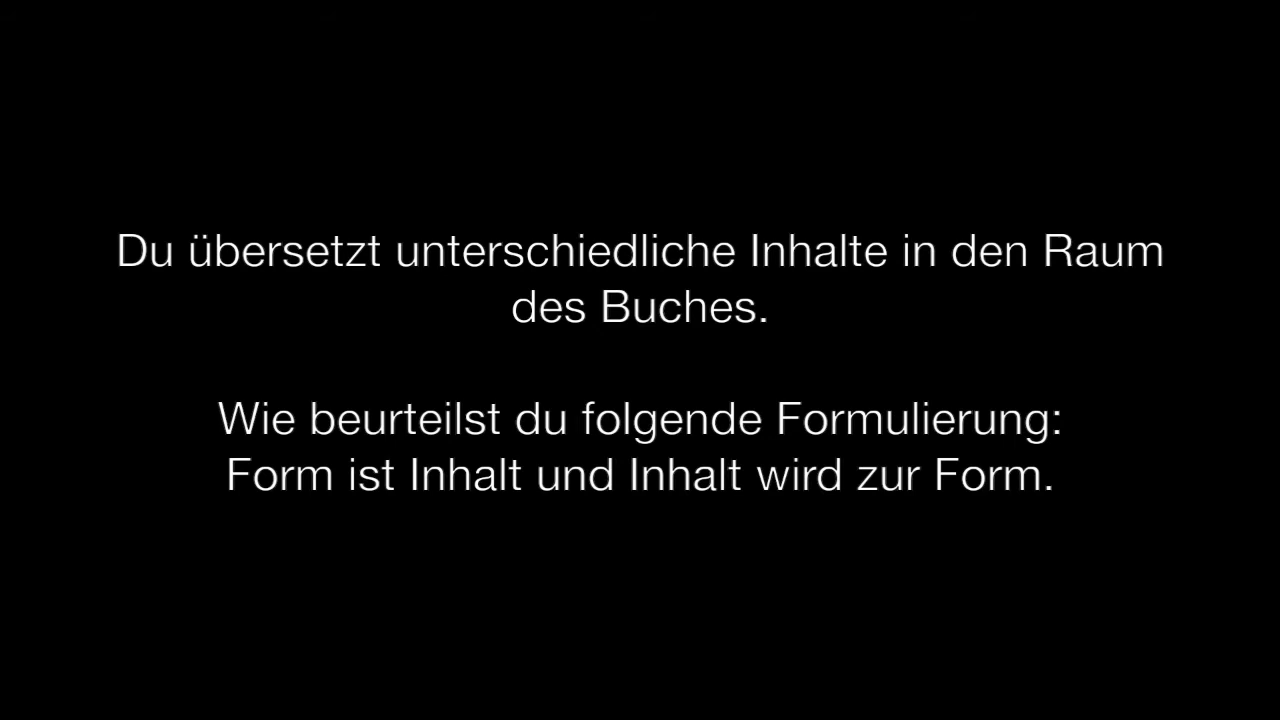 Du übersetzt unterschiedliche Inhalte in den Raum
des Buches.
Wie beurteilst du folgende Formulierung:
Form ist Inhalt und Inhalt wird zur Form.